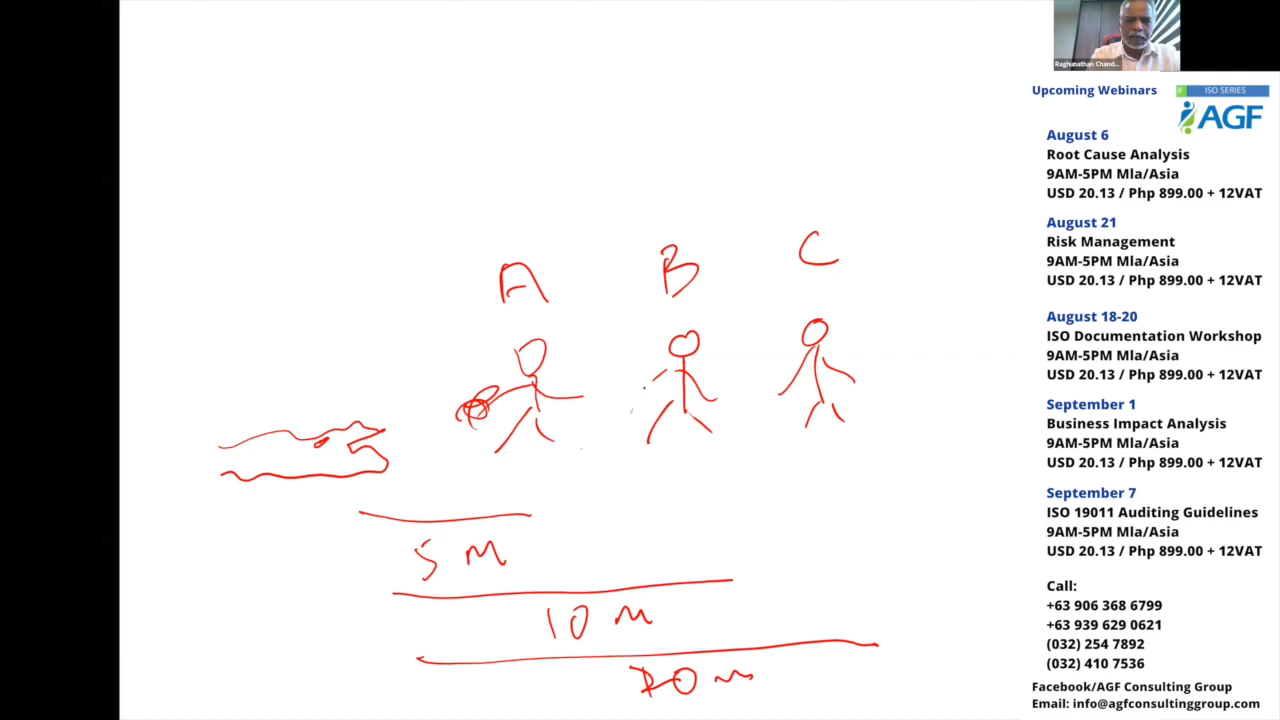 Raghunathan Chand...
Upcoming Webinars
ISO SERIES
AGF
August 6
Root Cause Analysis
9AM-5PM Mla/Asia
USD 20.13 / Php 899.00 + 12VAT
August 21
Risk Management
9AM-5PM Mla/Asia
USD 20.13 / Php 899.00 + 12VAT
August 18-20
ISO Documentation Workshop
9AM-5PM Mla/Asia
USD 20.13 / Php 899.00 + 12VAT
September 1
Business Impact Analysis
9AM-5PM Mla/Asia
USD 20.13 / Php 899.00 + 12VAT
September 7
ISO 19011 Auditing Guidelines
9AM-5PM Mla/Asia
USD 20.13 / Php 899.00 + 12VAT
Call:
+63 906 368 6799
+63 939 629 0621
(032) 254 7892
(032) 410 7536
Facebook/AGF Consulting Group
Email: info@agfconsultinggroup.com
A B C
5 M
10 M